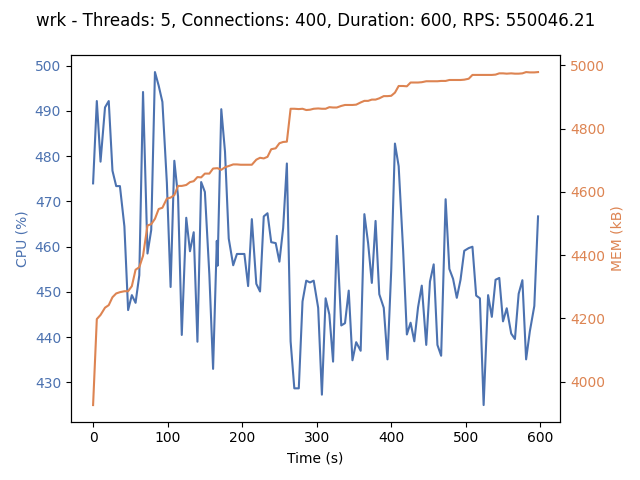 wrk - Threads: 5, Connections: 400, Duration: 600, RPS: 550046.21
500
490
480
470
460
450
440
430
CPU (%)
5000
4800
4600
4400
4200
4000
MEM (kB)
0 100 200 300 400 500 600
Time (s)